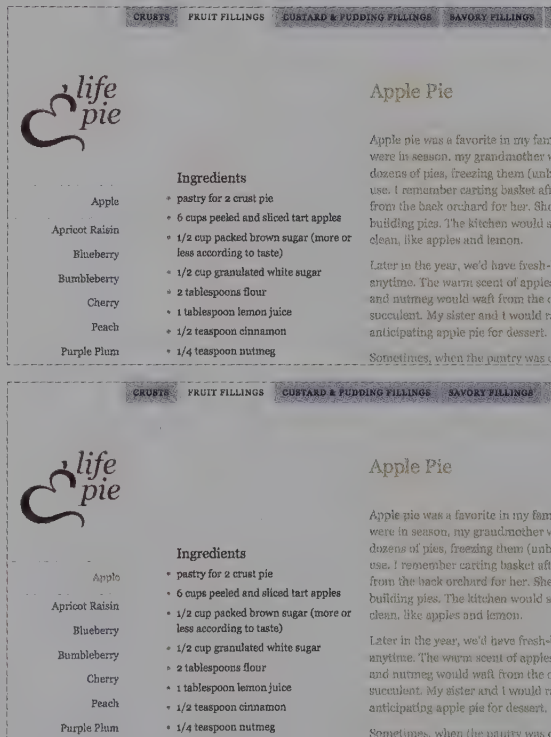 CRUSTS FRUIT FILLINGS CUSTARD & PUDDING FILLINGS SAVORY FILLINGS
life
pie
Apple
Apricot Raisin
Blueberry
Bumbleberry
Cherry
Peach
Purple Plum
Ingredients
• pastry for 2 crust pie
• 6 cups peeled and sliced tart apples
• 1/2 cup packed brown sugar (more or
less according to taste)
• 1/2 cup granulated white sugar
• 2 tablespoons flour
• 1 tablespoon lemon juice
• 1/2 teaspoon cinnamon
• 1/4 teaspoon nutmeg
Apple Pie
Apple pie was a favorite in my fam
were in season, my grandmother w
dozens of pies, freezing them (unb
use. I remember carting basket aft
from the back orchard for her. She
building pies. The kitchen would s
clean, like apples and lemon.
Later in the year, we'd have fresh-
anytime. The warm scent of apples
and nutmeg would waft from the
succulent. My sister and I would r
anticipating apple pie for dessert.
Sometimes, when the pantry was
CRUSTS FRUIT FILLINGS CUSTARD & PUDDING FILLINGS SAVORY FILLINGS
life
pie
Apple
Apricot Raisin
Blueberry
Bumbleberry
Cherry
Peach
Purple Plum
Ingredients
• pastry for 2 crust pie
• 6 cups peeled and sliced tart apples
• 1/2 cup packed brown sugar (more or
less according to taste)
• 1/2 cup granulated white sugar
• 2 tablespoons flour
• 1 tablespoon lemon juice
• 1/2 teaspoon cinnamon
• 1/4 teaspoon nutmeg
Apple Pie
Apple pie was a favorite in my fam
were in season, my grandmother w
dozens of pies, freezing them (unb
use. I remember carting basket aft
from the back orchard for her. She
building pies. The kitchen would s
clean, like apples and lemon.
Later in the year, we'd have fresh-
anytime. The warm scent of apples
and nutmeg would waft from the
succulent. My sister and I would r
anticipating apple pie for dessert.
Sometimes, when the pantry was